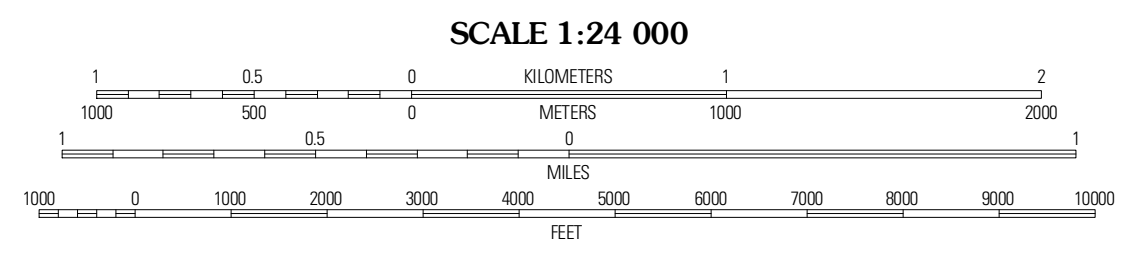 SCALE 1:24 000
1 0.5 0 KILOMETERS 1 2
1000 500 0 METERS 1000 2000
1 0.5 0 1
MILES
1000 0 1000 2000 3000 4000 5000 6000 7000 8000 9000 10000
FEET